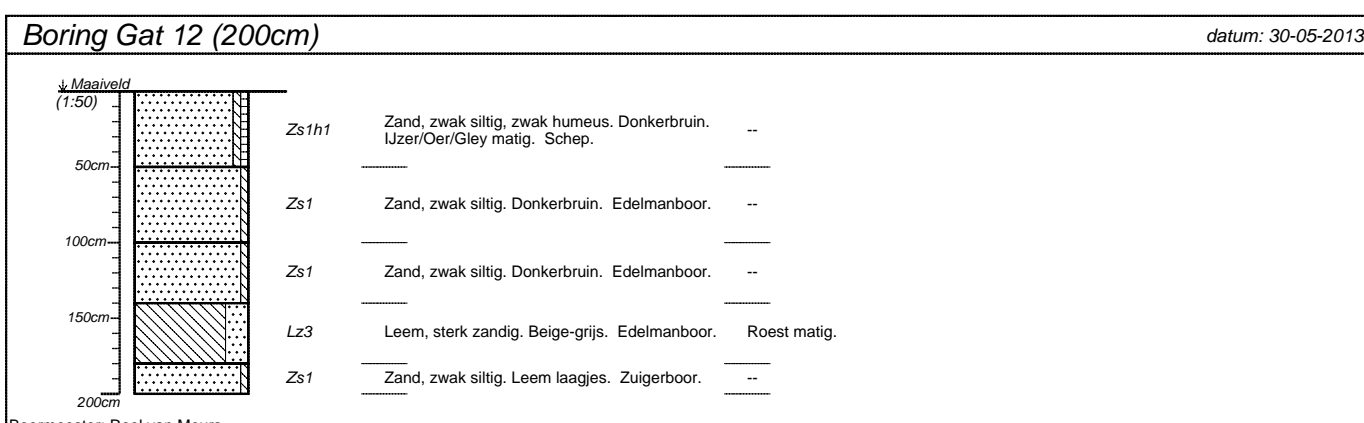 Boring Gat 12 (200cm)
datum: 30-05-2013
Maaiveld
(1:50)
Zs1h1
Zand, zwak siltig, zwak humeus. Donkerbruin.
IJzer/Oer/Gley matig. Schep.
--
50cm
Zs1
Zand, zwak siltig. Donkerbruin. Edelmanboor.
--
100cm
Zs1
Zand, zwak siltig. Donkerbruin. Edelmanboor.
--
150cm
Lz3
Leem, sterk zandig. Beige-grijs. Edelmanboor.
Roest matig.
Zs1
Zand, zwak siltig. Leem laagjes. Zuigerboor.
--
200cm